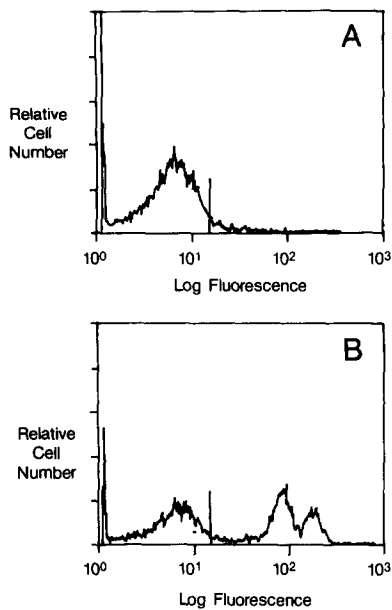 A
Relative
Cell
Number
10⁰ 10¹ 10² 10³
Log Fluorescence
B
Relative
Cell
Number
10⁰ 10¹ 10² 10³
Log Fluorescence